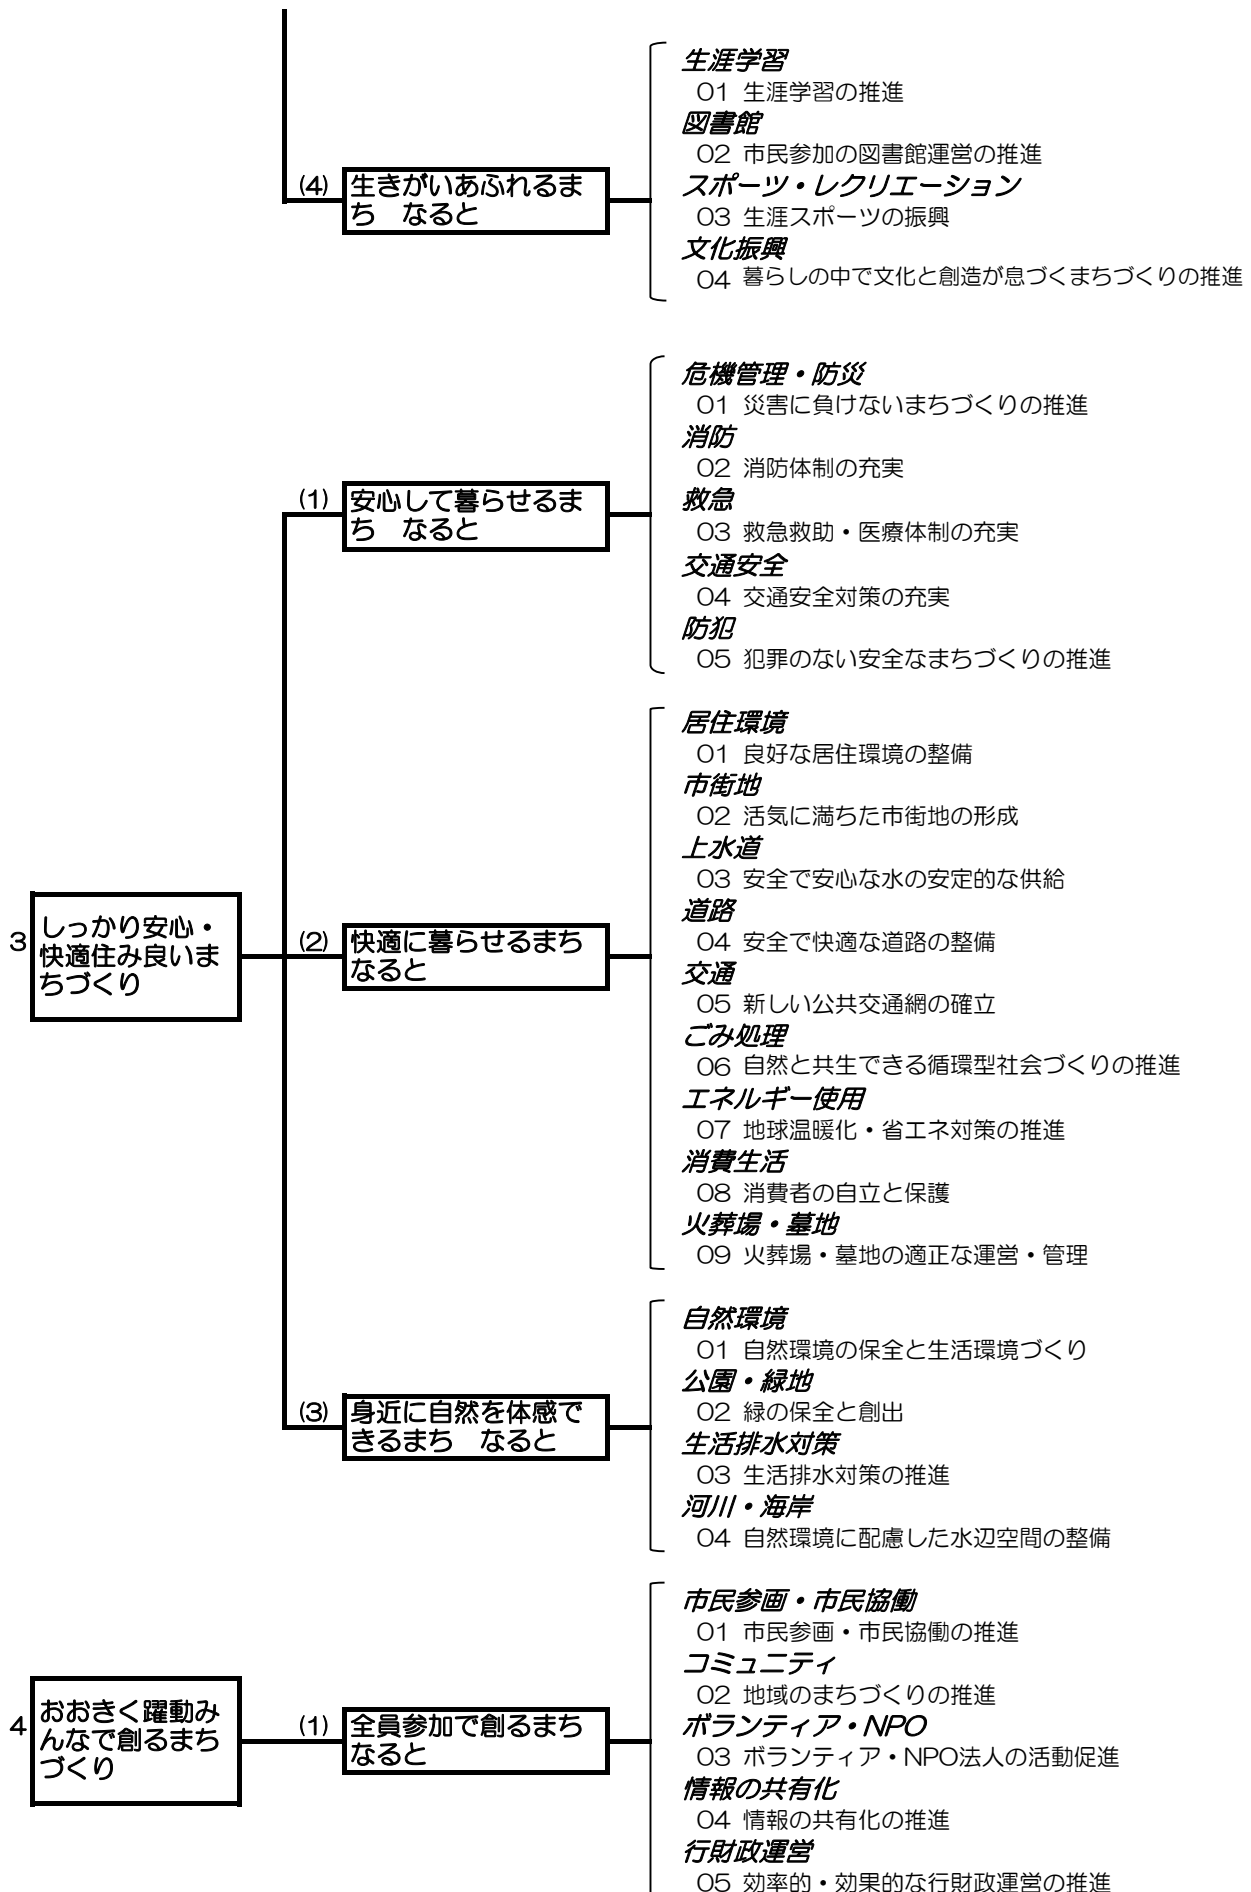 生涯学習
01 生涯学習の推進
図書館
02 市民参加の図書館運営の推進
(4) 生きがいあふれるま
ち　なると
スポーツ・レクリエーション
03 生涯スポーツの振興
文化振興
04 暮らしの中で文化と創造が息づくまちづくりの推進
危機管理・防災
01 災害に負けないまちづくりの推進
消防
02 消防体制の充実
(1) 安心して暮らせるま
ち　なると
救急
03 救急救助・医療体制の充実
交通安全
04 交通安全対策の充実
防犯
05 犯罪のない安全なまちづくりの推進
3 しっかり安心・
快適住み良いま
ちづくり
(2) 快適に暮らせるまち
なると
居住環境
01 良好な居住環境の整備
市街地
02 活気に満ちた市街地の形成
上水道
03 安全で安心な水の安定的な供給
道路
04 安全で快適な道路の整備
交通
05 新しい公共交通網の確立
ごみ処理
06 自然と共生できる循環型社会づくりの推進
エネルギー使用
07 地球温暖化・省エネ対策の推進
消費生活
08 消費者の自立と保護
火葬場・墓地
09 火葬場・墓地の適正な運営・管理
(3) 身近に自然を体感で
きるまち　なると
自然環境
01 自然環境の保全と生活環境づくり
公園・緑地
02 緑の保全と創出
生活排水対策
03 生活排水対策の推進
河川・海岸
04 自然環境に配慮した水辺空間の整備
4 おおきく躍動み
んなで創るまち
づくり
(1) 全員参加で創るまち
なると
市民参画・市民協働
01 市民参画・市民協働の推進
コミュニティ
02 地域のまちづくりの推進
ボランティア・NPO
03 ボランティア・NPO法人の活動促進
情報の共有化
04 情報の共有化の推進
行財政運営
05 効率的・効果的な行財政運営の推進